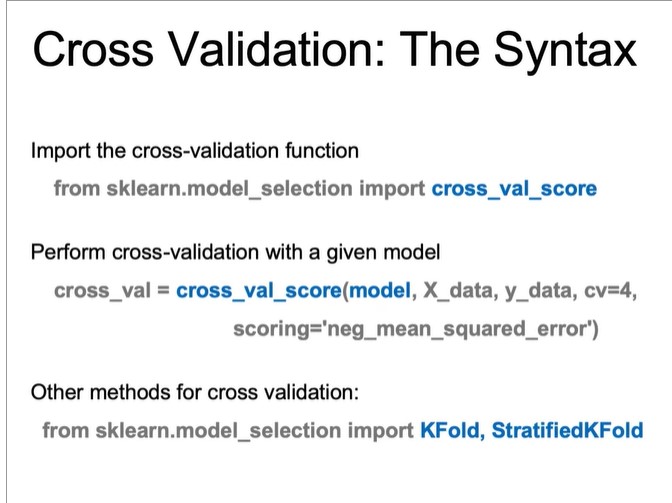 Cross Validation: The Syntax
Import the cross-validation function
from sklearn.model_selection import cross_val_score
Perform cross-validation with a given model
cross_val = cross_val_score(model, X_data, y_data, cv=4,
scoring='neg_mean_squared_error')
Other methods for cross validation:
from sklearn.model_selection import KFold, StratifiedKFold